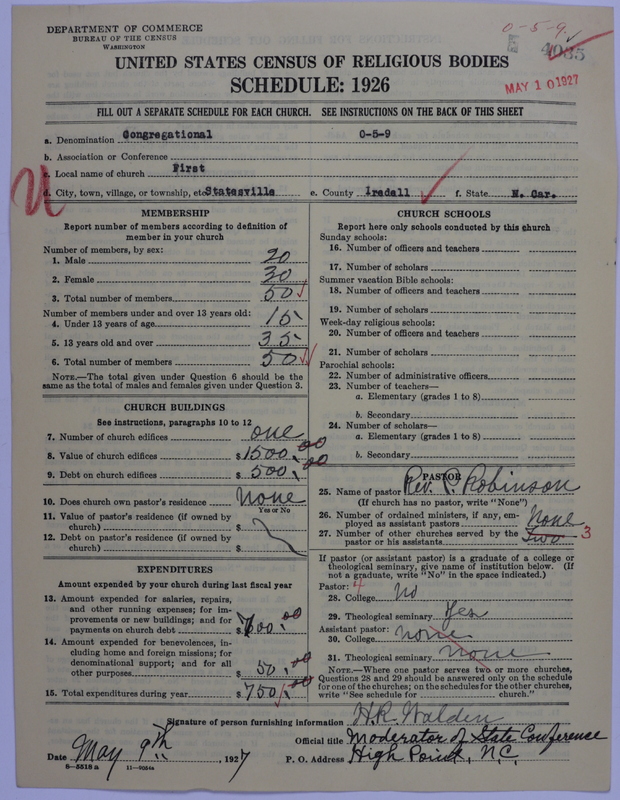 DEPARTMENT OF COMMERCE
BUREAU OF THE CENSUS
WASHINGTON
0-5-9
4085
MAY 10 1927
UNITED STATES CENSUS OF RELIGIOUS BODIES
SCHEDULE: 1926
FILL OUT A SEPARATE SCHEDULE FOR EACH CHURCH. SEE INSTRUCTIONS ON THE BACK OF THIS SHEET
a. Denomination Congregational 0-5-9
b. Association or Conference
c. Local name of church First
d. City, town, village, or township, etc Statesville e. County Iredell f. State N. Car.
MEMBERSHIP
Report number of members according to definition of
member in your church
Number of members, by sex:
1. Male 20
2. Female 30
3. Total number of members 50
Number of members under and over 13 years old:
4. Under 13 years of age 15
5. 13 years old and over 35
6. Total number of members 50
NOTE.—The total given under Question 6 should be the
same as the total of males and females given under Question 3.
CHURCH BUILDINGS
See instructions, paragraphs 10 to 12
7. Number of church edifices one
8. Value of church edifices $1500.00
9. Debt on church edifices $500.00
10. Does church own pastor's residence None
Yes or No
11. Value of pastor's residence (if owned by
church) $
12. Debt on pastor's residence (if owned by
church) $
EXPENDITURES
Amount expended by your church during last fiscal year
13. Amount expended for salaries, repairs,
and other running expenses; for im-
provements or new buildings; and for
payments on church debt $ 00.00
14. Amount expended for benevolences, in-
cluding home and foreign missions; for
denominational support; and for all
other purposes $ 50.00
15. Total expenditures during year $ 750.00
CHURCH SCHOOLS
Report here only schools conducted by this church
Sunday schools:
16. Number of officers and teachers
17. Number of scholars
Summer vacation Bible schools:
18. Number of officers and teachers
19. Number of scholars
Week-day religious schools:
20. Number of officers and teachers
21. Number of scholars
Parochial schools:
22. Number of administrative officers
23. Number of teachers—
a. Elementary (grades 1 to 8)
b. Secondary
24. Number of scholars—
a. Elementary (grades 1 to 8)
b. Secondary
PASTOR
25. Name of pastor Rev. P. Robinson
(If church has no pastor, write "None")
26. Number of ordained ministers, if any, em-
ployed as assistant pastors None
27. Number of other churches served by the
pastor or his assistants Two 3
If pastor (or assistant pastor) is a graduate of a college or
theological seminary, give name of institution below. (If
not a graduate, write "No" in the space indicated.)
Pastor: 4
28. College No
29. Theological seminary Yes
Assistant pastor:
30. College none
31. Theological seminary none
NOTE.—Where one pastor serves two or more churches,
Questions 28 and 29 should be answered only on the schedule
for one of the churches; on the schedules for the other churches,
write "See schedule for church."
Signature of person furnishing information H.R. Walden
Official title Moderator of State Conference
Date May 9th, 1927 P. O. Address High Point, N.C.
8—5518 a 11—9064a